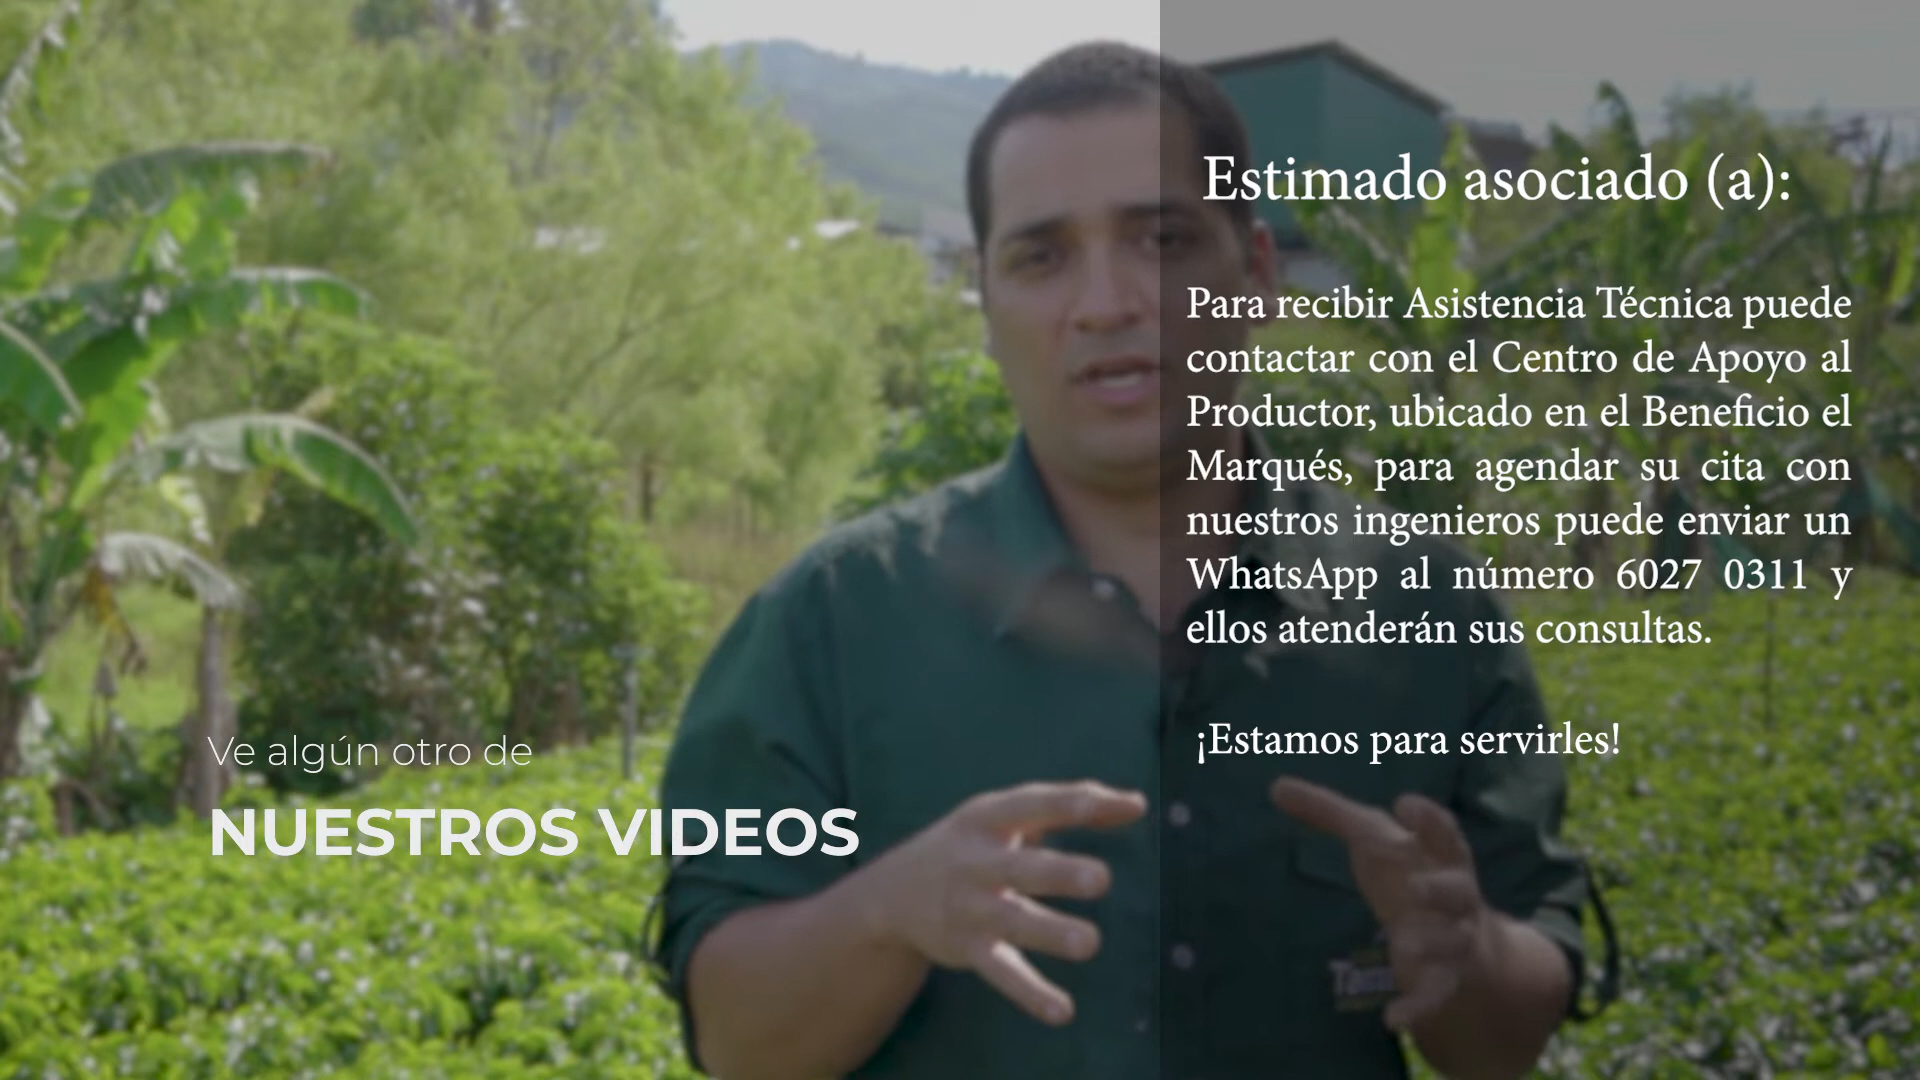 Estimado asociado (a):
Para recibir Asistencia Técnica puede
contactar con el Centro de Apoyo al
Productor, ubicado en el Beneficio el
Marqués, para agendar su cita con
nuestros ingenieros puede enviar un
WhatsApp al número 6027 0311 y
ellos atenderán sus consultas.
¡Estamos para servirles!
Ve algún otro de
NUESTROS VIDEOS